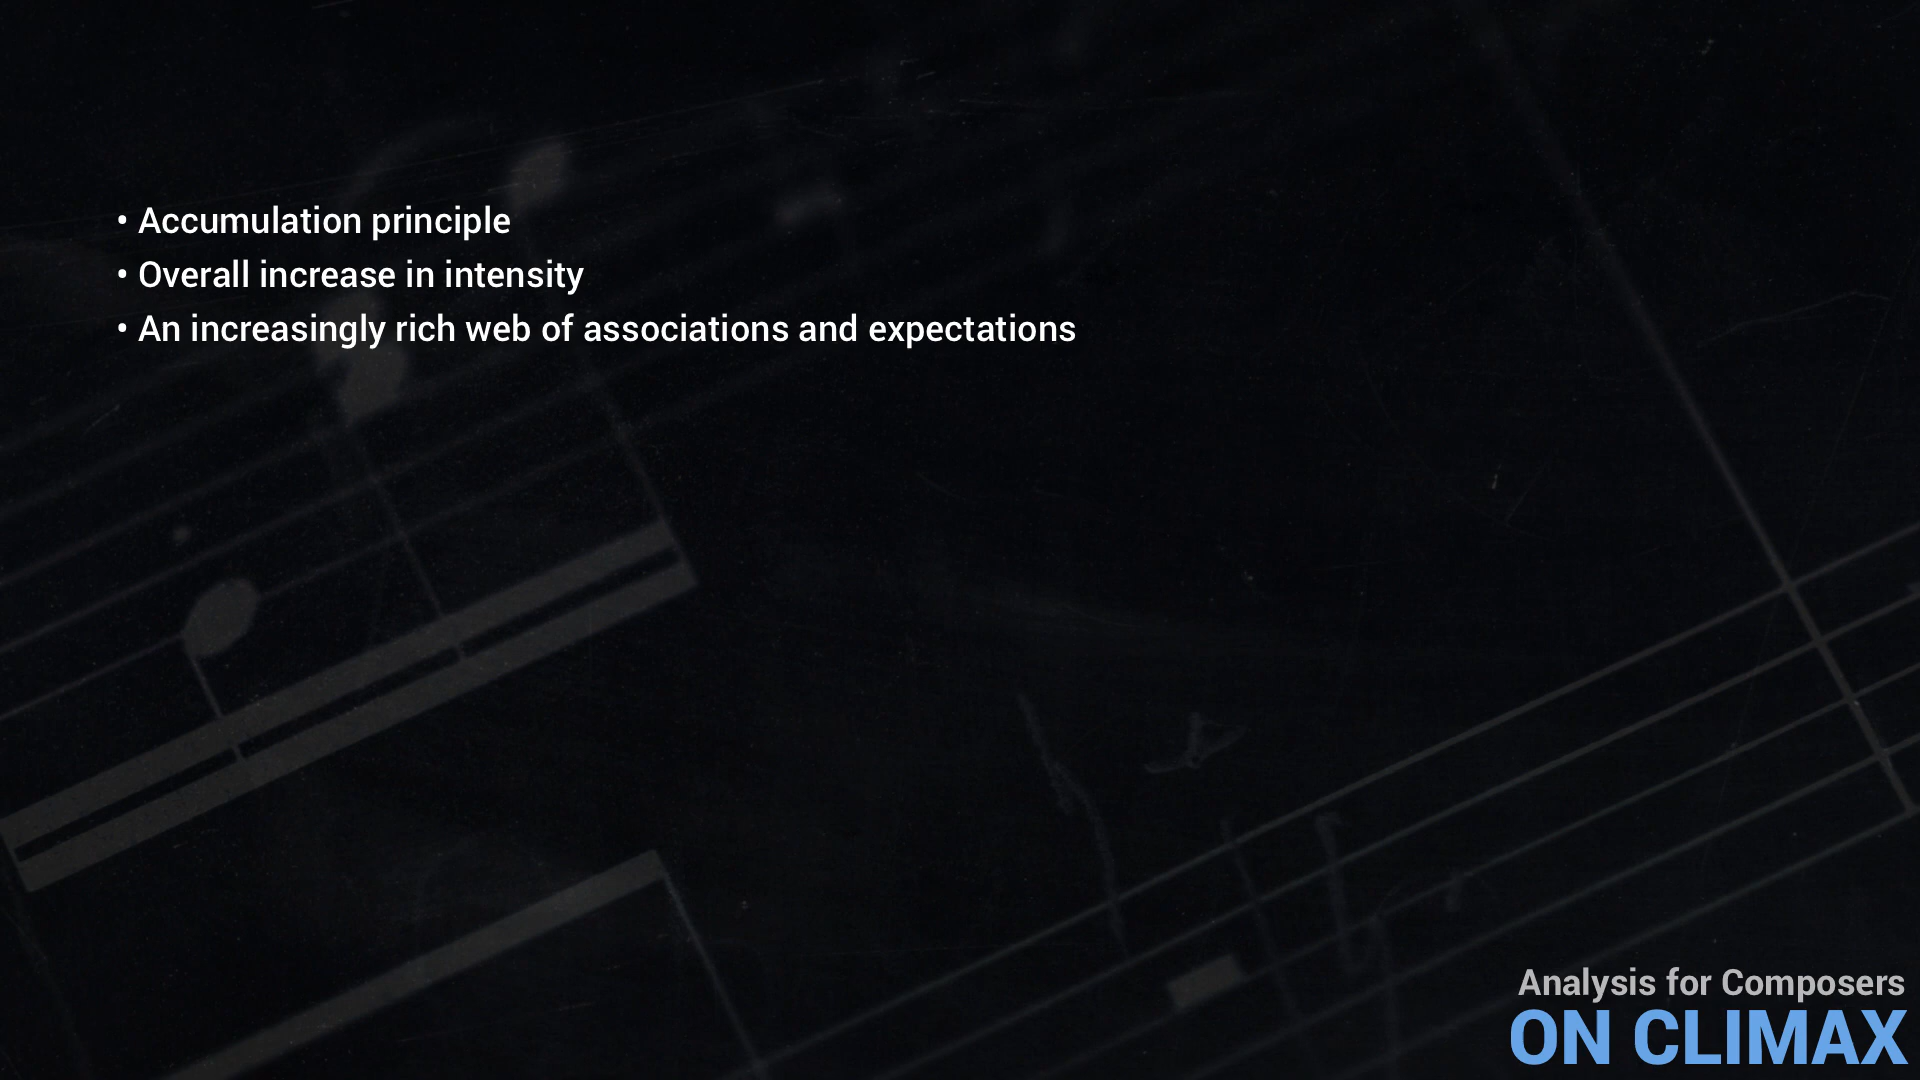 • Accumulation principle
• Overall increase in intensity
• An increasingly rich web of associations and expectations
Analysis for Composers
ON CLIMAX